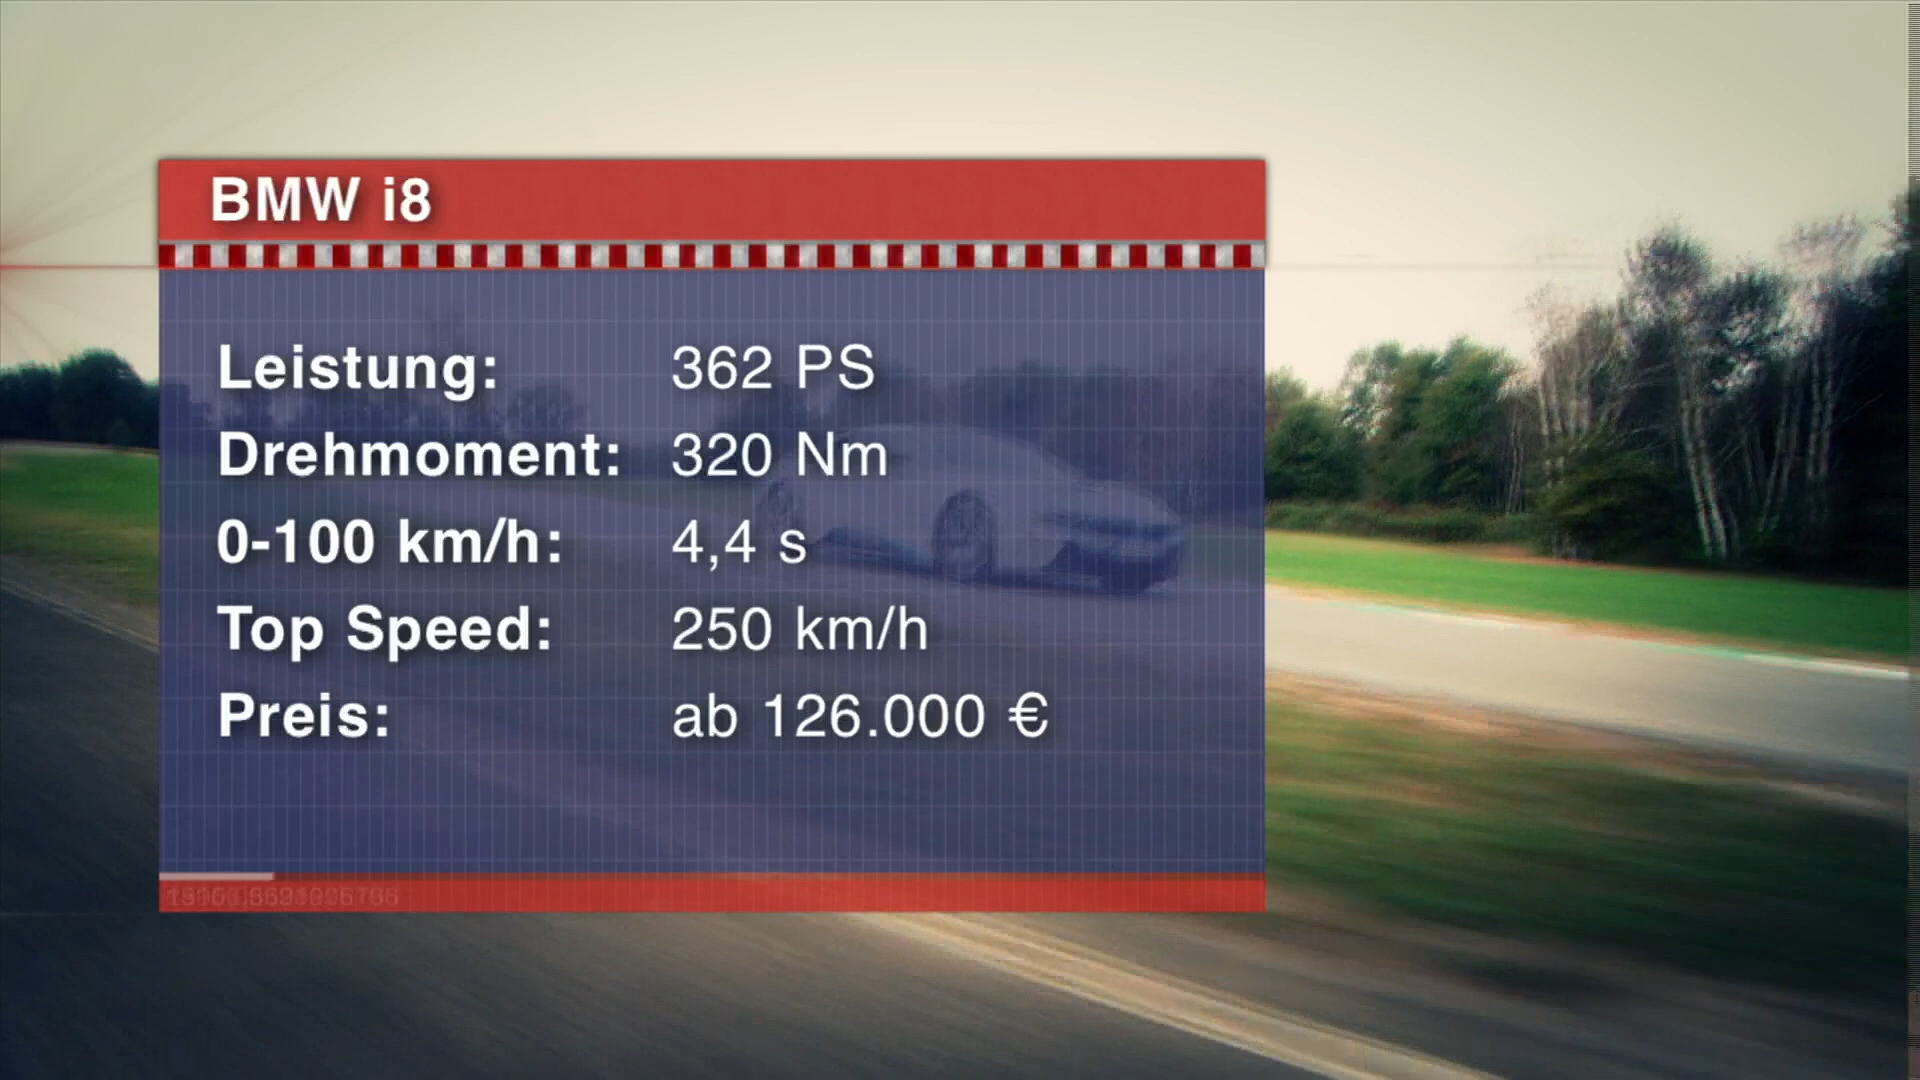 BMW i8
Leistung: 362 PS
Drehmoment: 320 Nm
0-100 km/h: 4,4 s
Top Speed: 250 km/h
Preis: ab 126.000 €